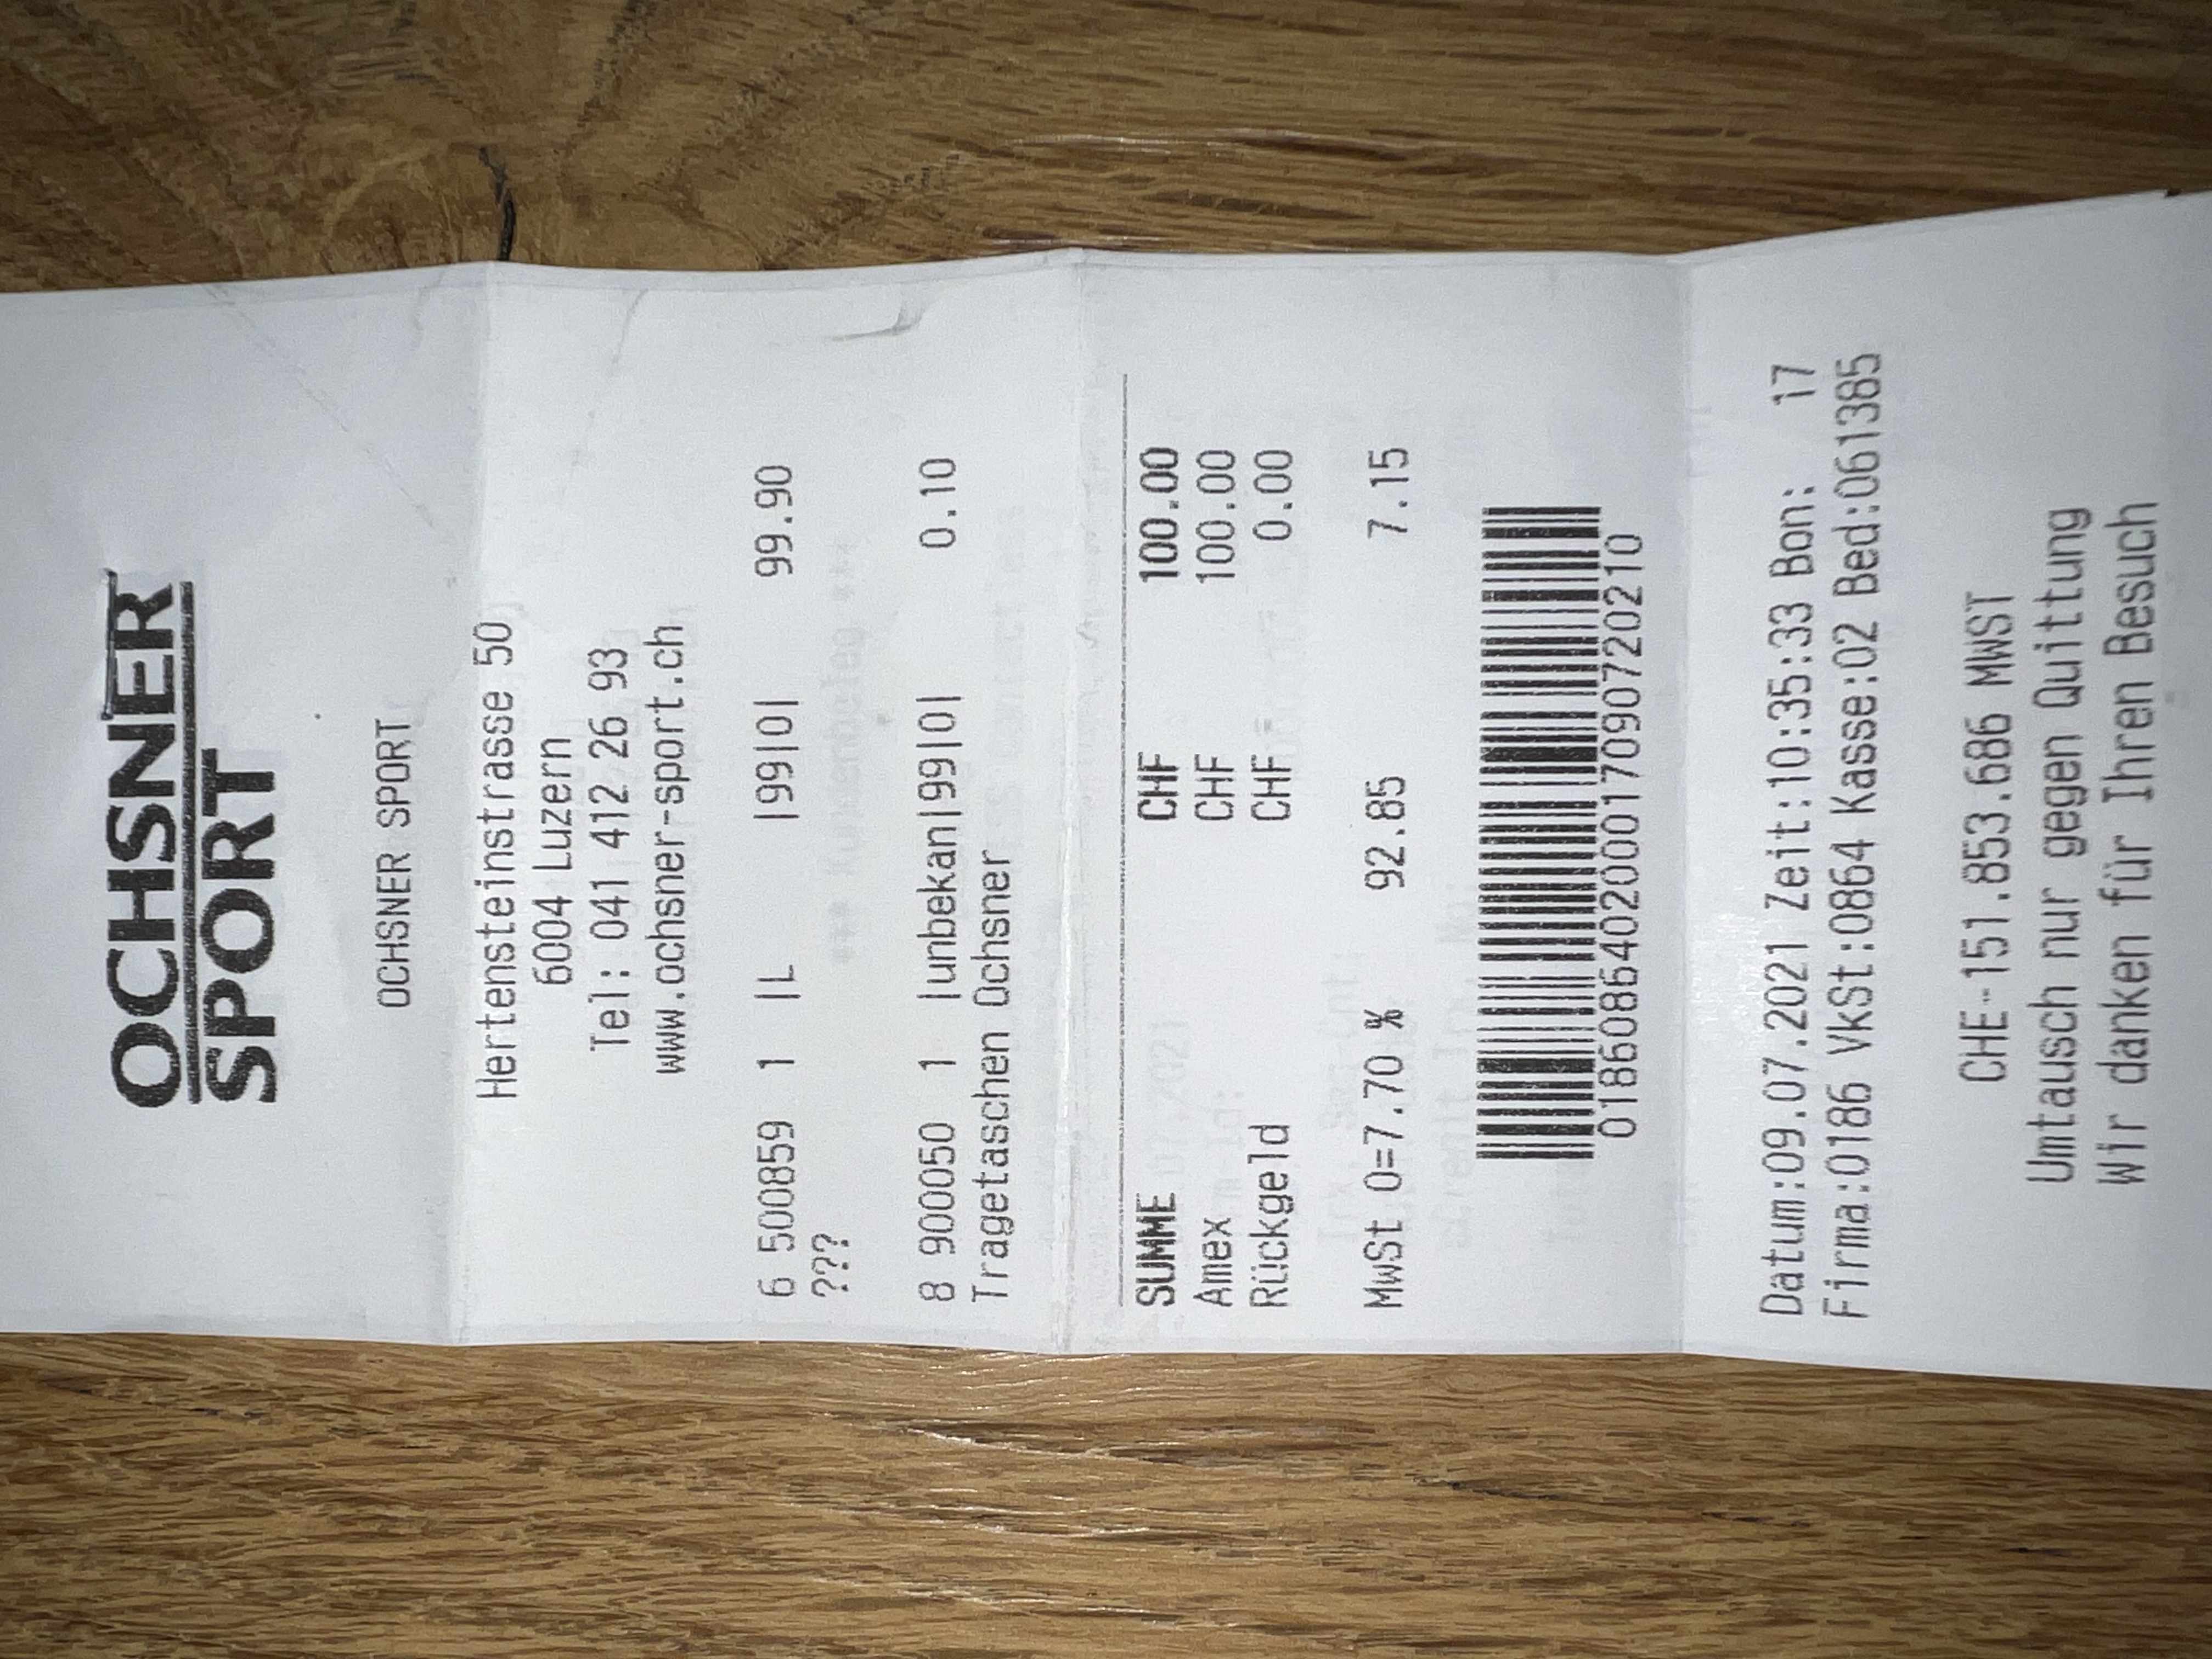 OCHSNER
SPORT
OCHSNER SPORT
Hertensteinstrasse 50
6004 Luzern
Tel: 041 412 26 93
www.ochsner-sport.ch
6 500859 1 |L |99|0| 99.90
???
8 900050 1 |unbekan|99|0| 0.10
Tragetaschen Ochsner
SUMME CHF 100.00
Amex CHF 100.00
Rückgeld CHF 0.00
MwSt 0=7.70 % 92.85 7.15
018608640200017090720210
Datum:09.07.2021 Zeit:10:35:33 Bon: 17
Firma:0186 VkSt:0864 Kasse:02 Bed:061385
CHE-151.853.686 MWST
Umtausch nur gegen Quittung
Wir danken für Ihren Besuch